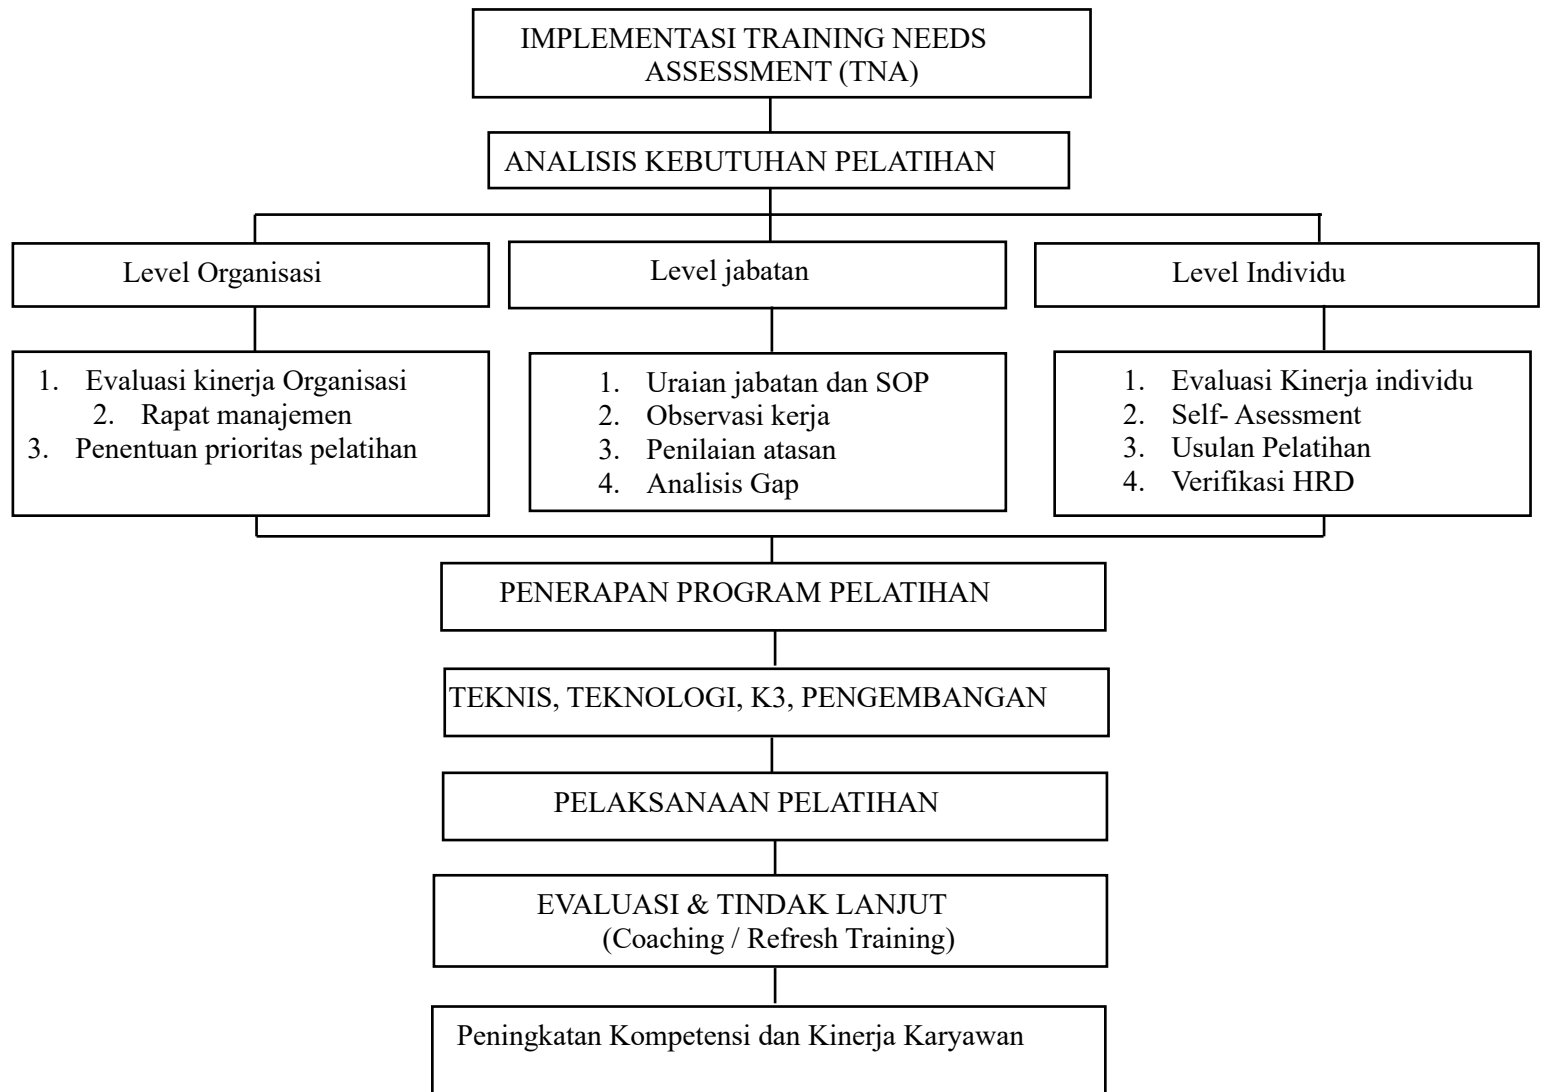 IMPLEMENTASI TRAINING NEEDS
ASSESSMENT (TNA)
ANALISIS KEBUTUHAN PELATIHAN
Level Organisasi
Level jabatan
Level Individu
1. Evaluasi kinerja Organisasi
2. Rapat manajemen
3. Penentuan prioritas pelatihan
1. Uraian jabatan dan SOP
2. Observasi kerja
3. Penilaian atasan
4. Analisis Gap
1. Evaluasi Kinerja individu
2. Self- Asessment
3. Usulan Pelatihan
4. Verifikasi HRD
PENERAPAN PROGRAM PELATIHAN
TEKNIS, TEKNOLOGI, K3, PENGEMBANGAN
PELAKSANAAN PELATIHAN
EVALUASI & TINDAK LANJUT
(Coaching / Refresh Training)
Peningkatan Kompetensi dan Kinerja Karyawan